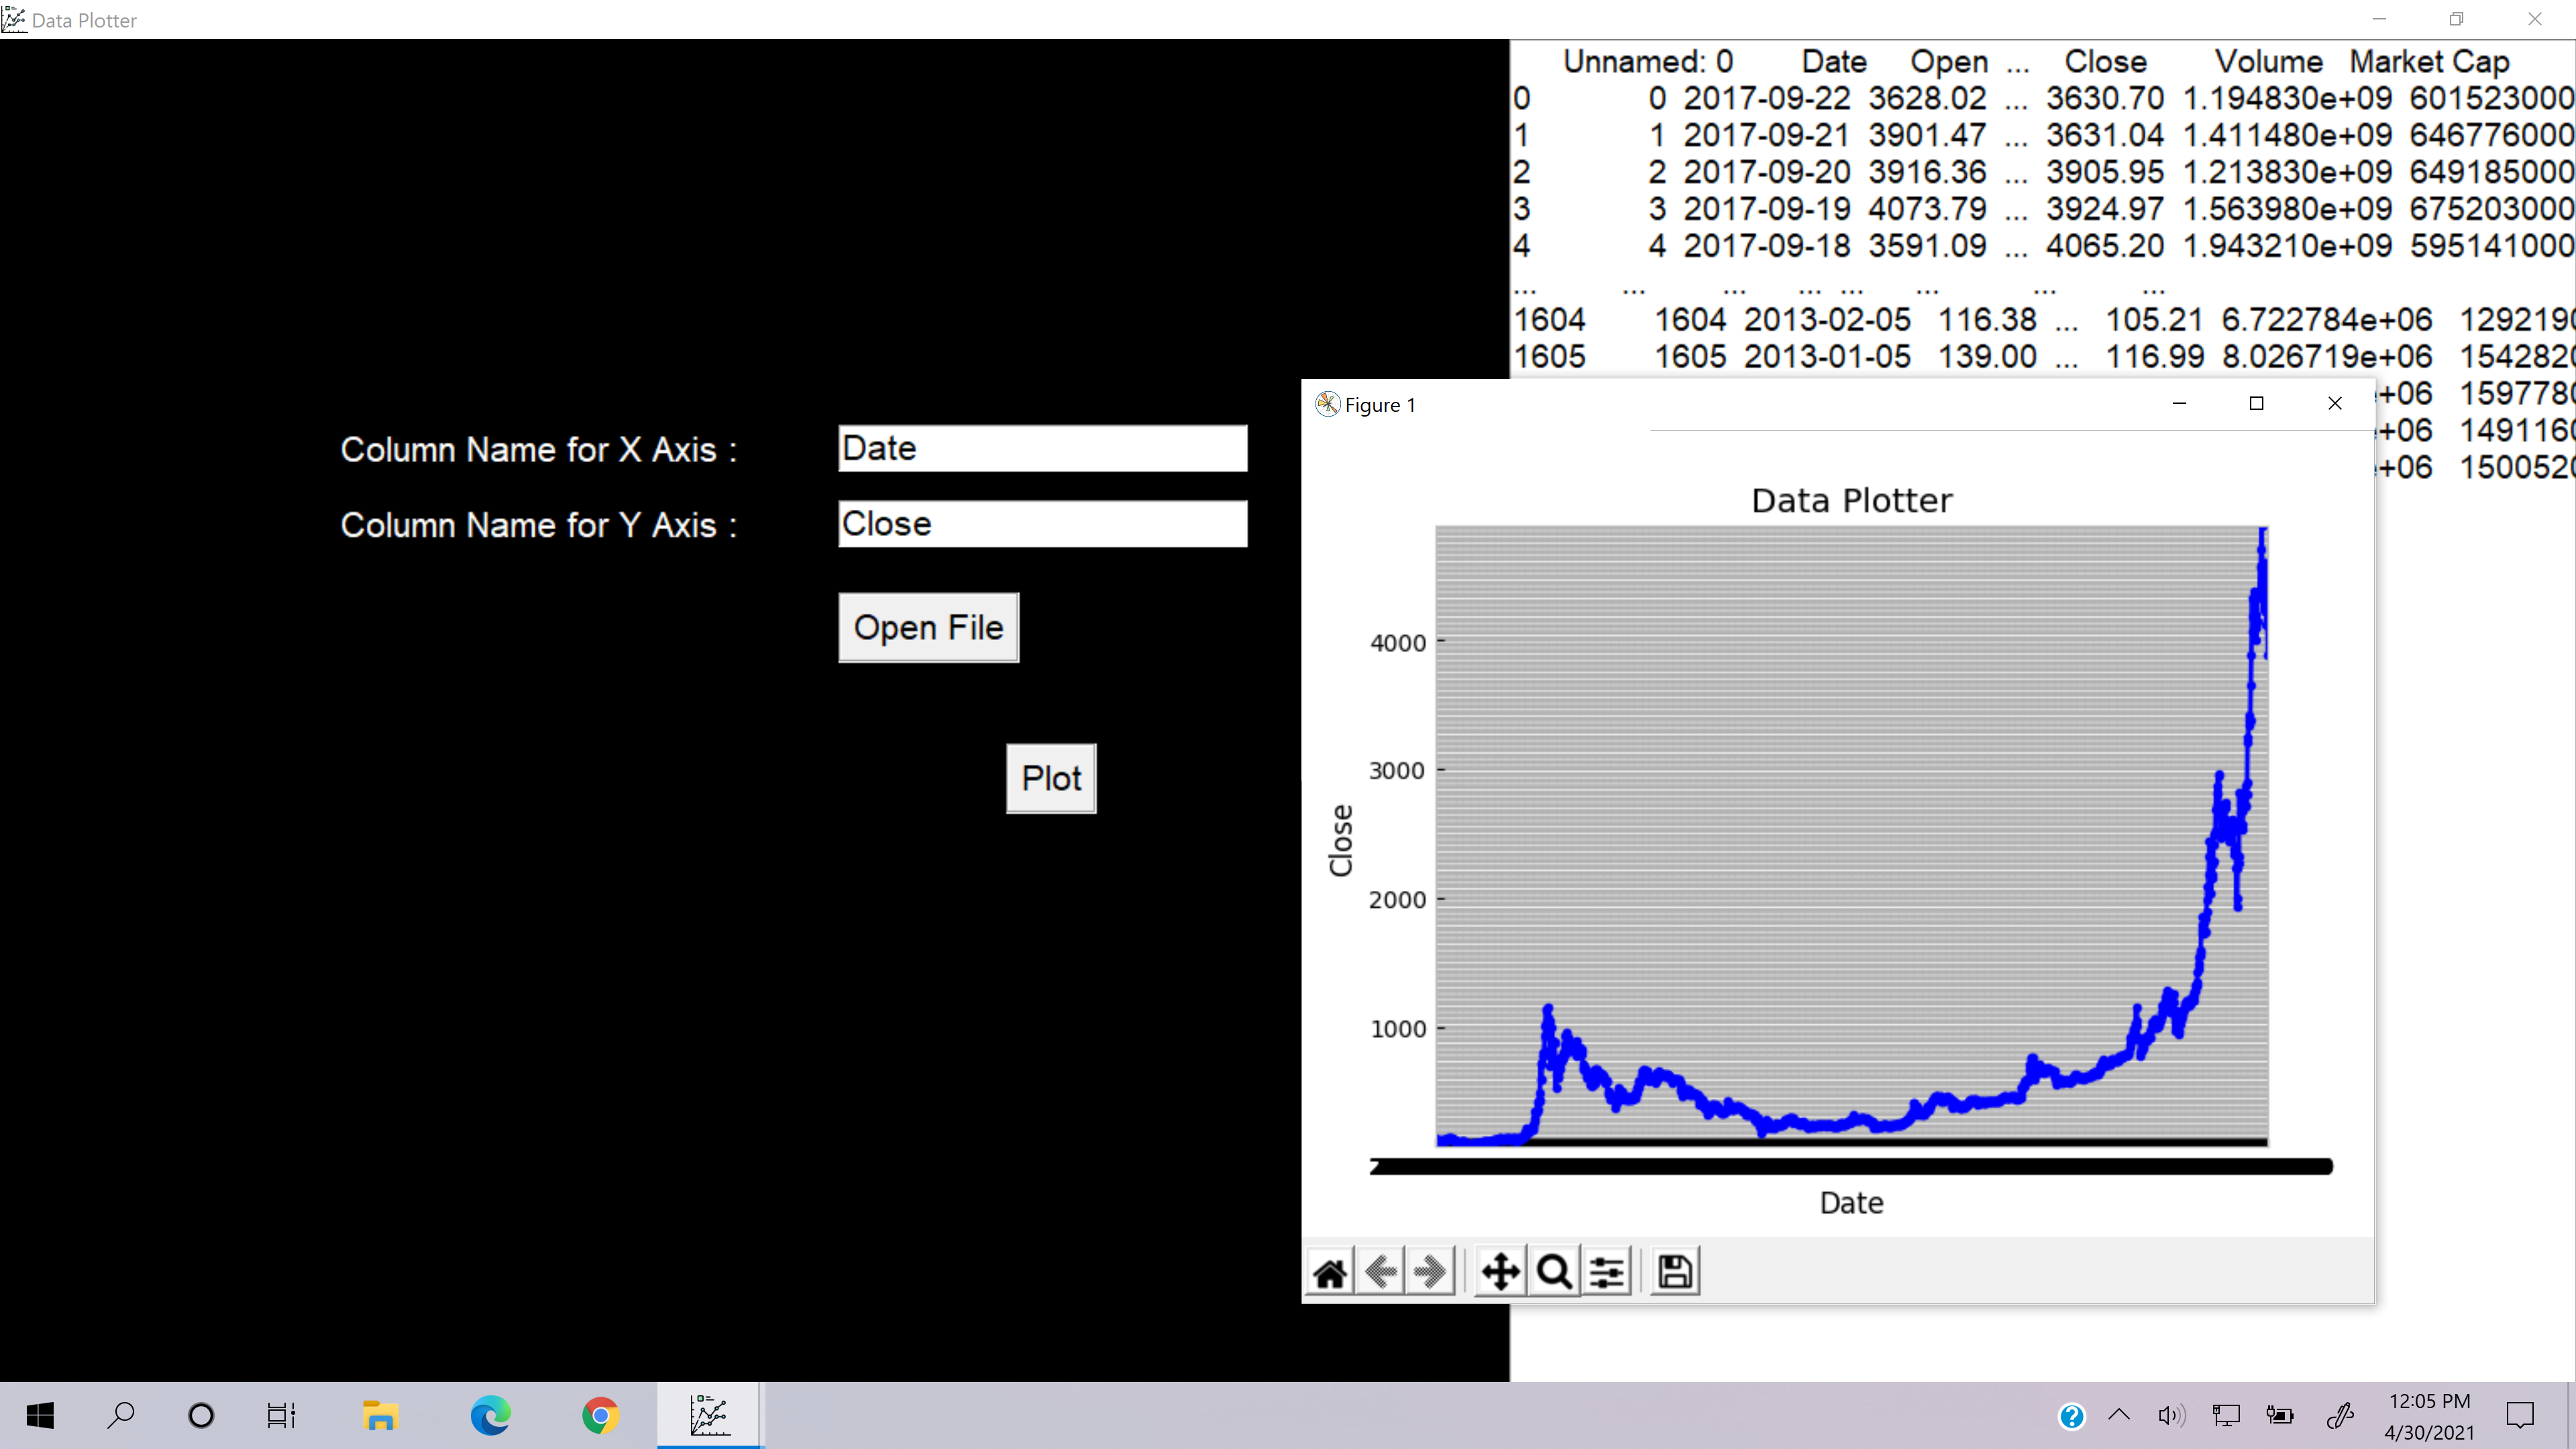 Data Plotter
Unnamed: 0 Date Open ... Close Volume Market Cap
0 0 2017-09-22 3628.02 ... 3630.70 1.194830e+09 601523000
1 1 2017-09-21 3901.47 ... 3631.04 1.411480e+09 646776000
2 2 2017-09-20 3916.36 ... 3905.95 1.213830e+09 649185000
3 3 2017-09-19 4073.79 ... 3924.97 1.563980e+09 675203000
4 4 2017-09-18 3591.09 ... 4065.20 1.943210e+09 595141000
... ... ... ... ... ... ... ...
1604 1604 2013-02-05 116.38 ... 105.21 6.722784e+06 1292190
1605 1605 2013-01-05 139.00 ... 116.99 8.026719e+06 1542820
+06 1597780
+06 1491160
+06 1500520
Column Name for X Axis : Date
Column Name for Y Axis : Close
Open File
Plot
Figure 1
Data Plotter
4000
3000
2000
1000
Close
Date
12:05 PM
4/30/2021